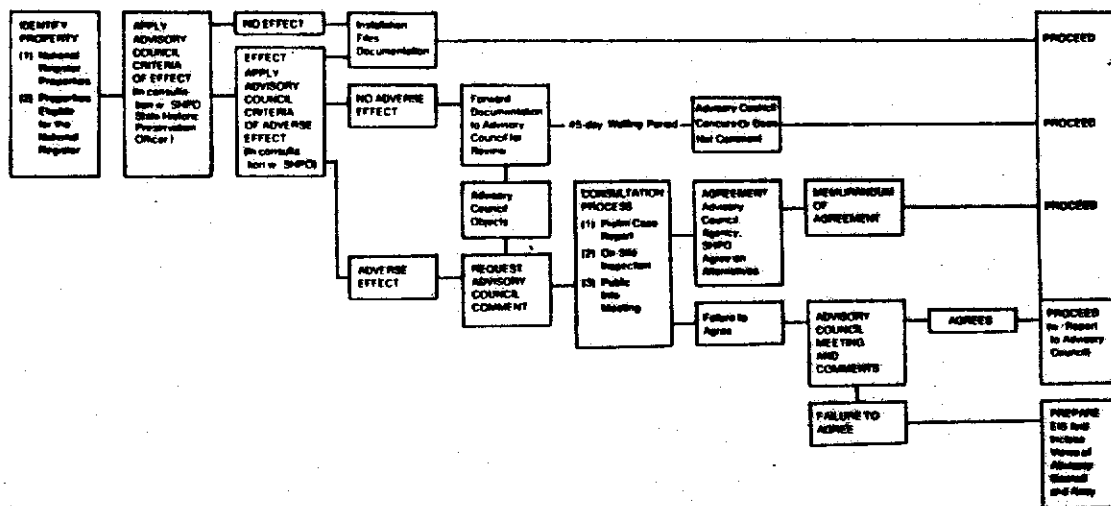 IDENTIFY
PROPERTY
(1) National
Register
Properties
(2) Properties
Eligible
for the
National
Register
APPLY
ADVISORY
COUNCIL
CRITERIA
OF EFFECT
(In consulta
tion w SHPO
State Historic
Preservation
Officer)
NO EFFECT
Installation
Files
Documentation
PROCEED
EFFECT
APPLY
ADVISORY
COUNCIL
CRITERIA
OF ADVERSE
EFFECT
(In consulta
tion w SHPO)
NO ADVERSE
EFFECT
Forward
Documentation
to Advisory
Council for
Review
45-day Waiting Period
Advisory Council
Concurs Or Does
Not Comment
PROCEED
Advisory
Council
Objects
ADVERSE
EFFECT
REQUEST
ADVISORY
COUNCIL
COMMENT
CONSULTATION
PROCESS
(1) Prelim Case
Report
(2) On Site
Inspection
(3) Public
Info
Meeting
AGREEMENT
Advisory
Council
Agency,
SHPO
Agree on
Alternatives
MEMORANDUM
OF
AGREEMENT
PROCEED
Failure to
Agree
ADVISORY
COUNCIL
MEETING
AND
COMMENTS
AGREES
PROCEED
Report
to Advisory
Council)
FAILURE TO
AGREE
PREPARE
EIS
Include
Views of
Advisory
Council
and Army